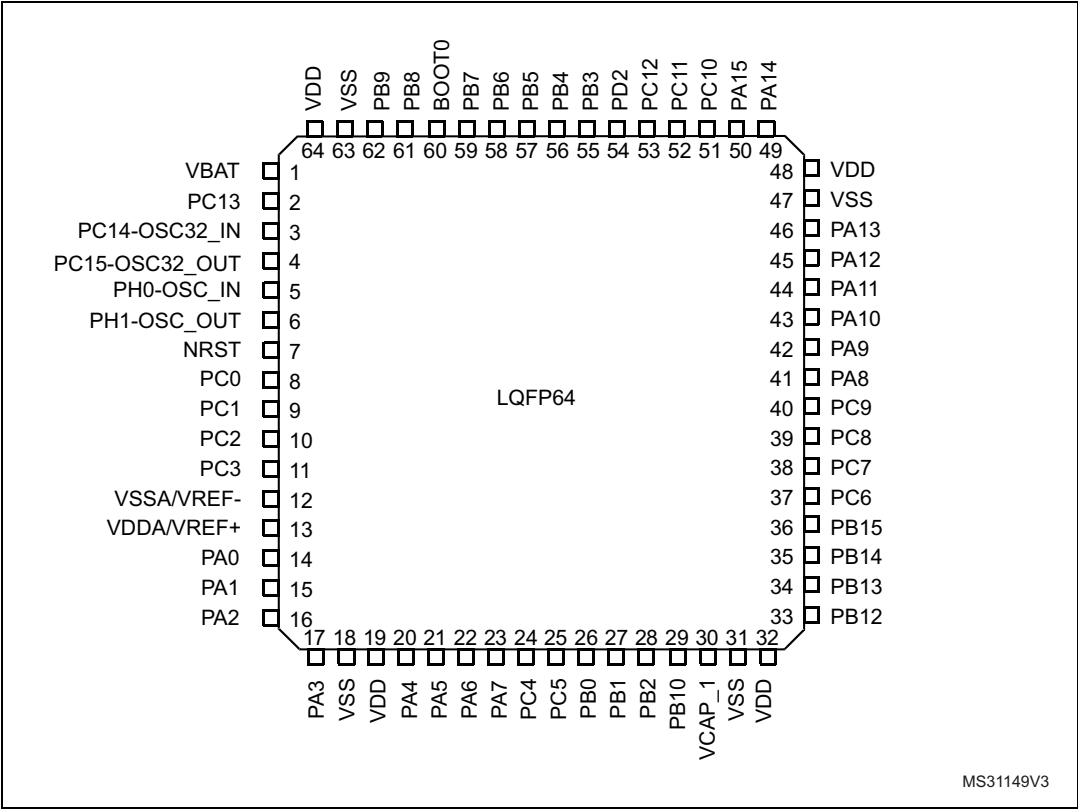 VDD VSS PB9 PB8 BOOT0 PB7 PB6 PB5 PB4 PB3 PD2 PC12 PC11 PC10 PA15 PA14
64 63 62 61 60 59 58 57 56 55 54 53 52 51 50 49
VBAT 1 48 VDD
PC13 2 47 VSS
PC14-OSC32_IN 3 46 PA13
PC15-OSC32_OUT 4 45 PA12
PH0-OSC_IN 5 44 PA11
PH1-OSC_OUT 6 43 PA10
NRST 7 42 PA9
PC0 8 41 PA8
LQFP64
PC1 9 40 PC9
PC2 10 39 PC8
PC3 11 38 PC7
VSSA/VREF- 12 37 PC6
VDDA/VREF+ 13 36 PB15
PA0 14 35 PB14
PA1 15 34 PB13
PA2 16 33 PB12
17 18 19 20 21 22 23 24 25 26 27 28 29 30 31 32
PA3 VSS VDD PA4 PA5 PA6 PA7 PC4 PC5 PB0 PB1 PB2 PB10 VCAP_1 VSS VDD
MS31149V3